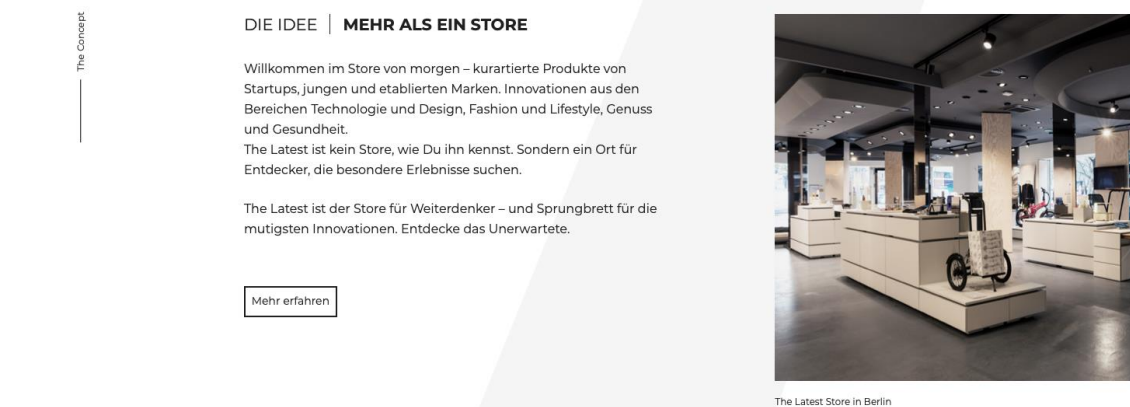 The Concept
DIE IDEE | MEHR ALS EIN STORE
Willkommen im Store von morgen – kurartierte Produkte von
Startups, jungen und etablierten Marken. Innovationen aus den
Bereichen Technologie und Design, Fashion und Lifestyle, Genuss
und Gesundheit.
The Latest ist kein Store, wie Du ihn kennst. Sondern ein Ort für
Entdecker, die besondere Erlebnisse suchen.
The Latest ist der Store für Weiterdenker – und Sprungbrett für die
mutigsten Innovationen. Entdecke das Unerwartete.
Mehr erfahren
The Latest Store in Berlin